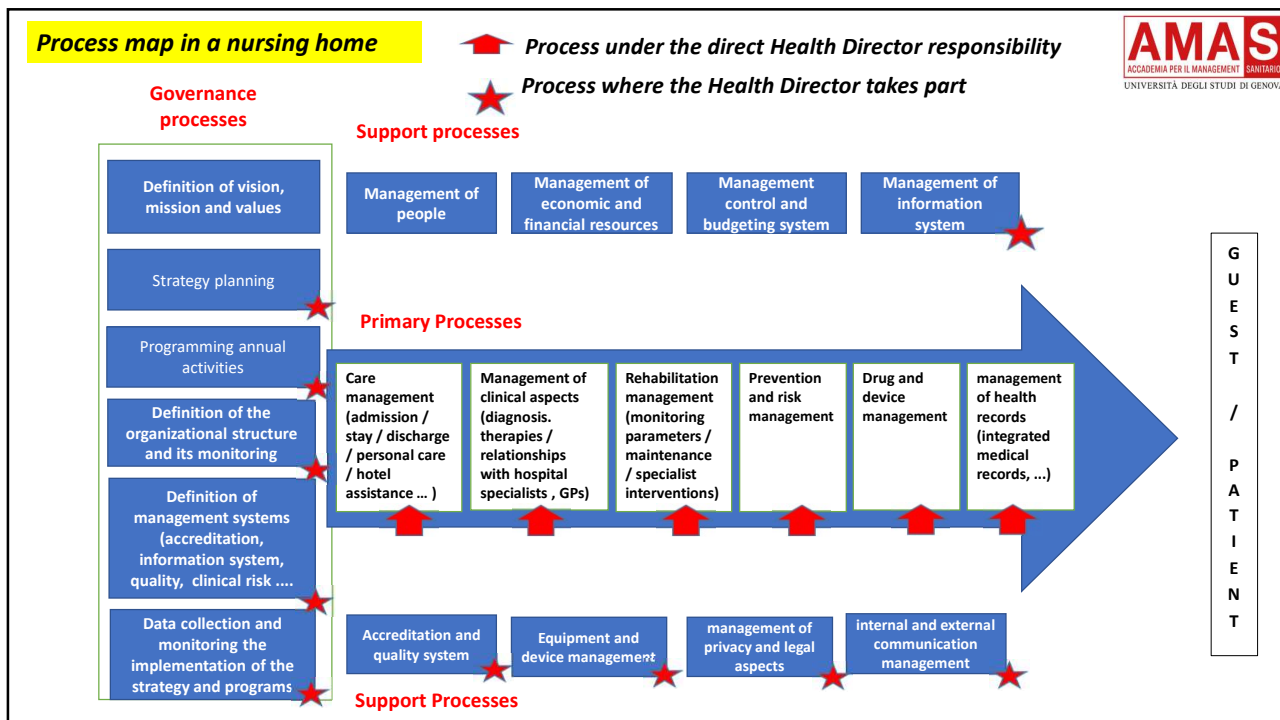 Process map in a nursing home
Process under the direct Health Director responsibility
Process where the Health Director takes part
AMAS
ACCADEMIA PER IL MANAGEMENT SANITARIO
UNIVERSITÀ DEGLI STUDI DI GENOVA
Governance
processes
Support processes
Definition of vision,
mission and values
Management of
people
Management of
economic and
financial resources
Management
control and
budgeting system
Management of
information
system
Strategy planning
Programming annual
activities
Definition of the
organizational structure
and its monitoring
Definition of
management systems
(accreditation,
information system,
quality, clinical risk ....
Data collection and
monitoring the
implementation of the
strategy and programs
Primary Processes
Care
management
(admission /
stay / discharge
/ personal care
/ hotel
assistance ... )
Management of
clinical aspects
(diagnosis.
therapies /
relationships
with hospital
specialists , GPs)
Rehabilitation
management
(monitoring
parameters /
maintenance
/ specialist
interventions)
Prevention
and risk
management
Drug and
device
management
management
of health
records
(integrated
medical
records, ...)
Accreditation and
quality system
Equipment and
device management
management of
privacy and legal
aspects
internal and external
communication
management
Support Processes
G
U
E
S
T
/
P
A
T
I
E
N
T